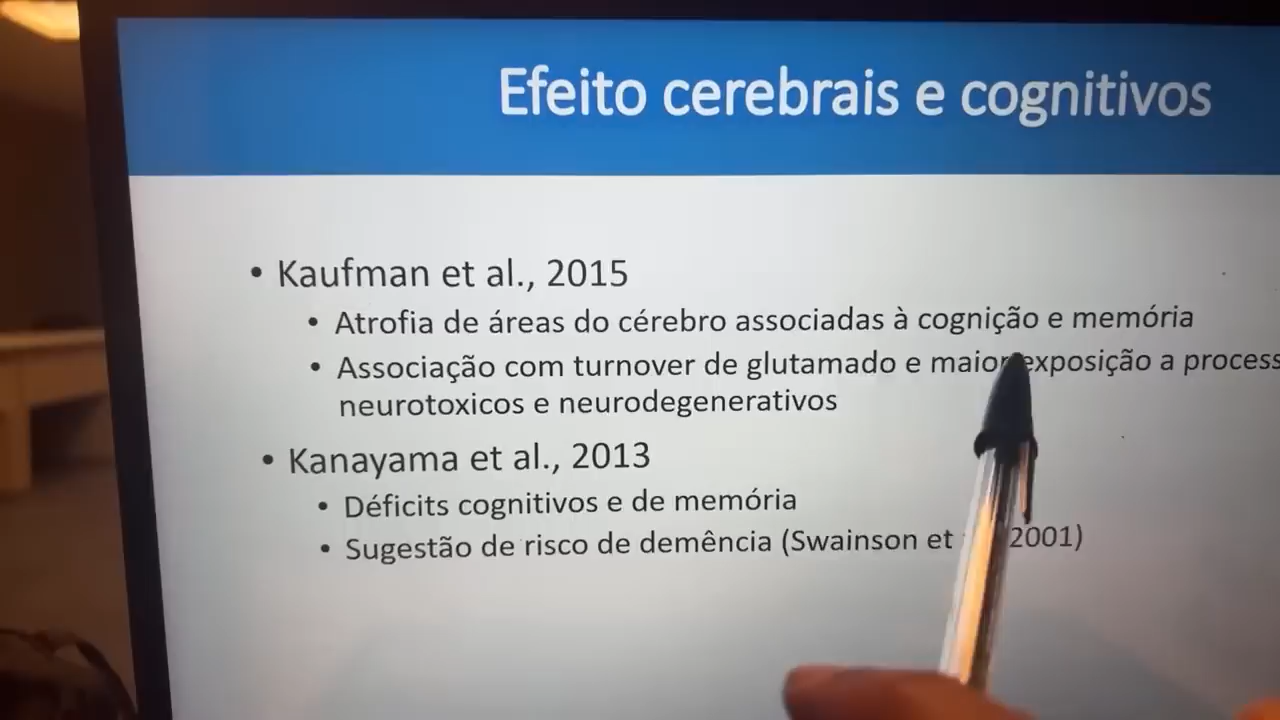 Efeito cerebrais e cognitivos
• Kaufman et al., 2015
• Atrofia de áreas do cérebro associadas à cognição e memória
• Associação com turnover de glutamado e maior exposição a
neurotoxicos e neurodegenerativos
• Kanayama et al., 2013
• Déficits cognitivos e de memória
• Sugestão de risco de demência (Swainson et 2001)